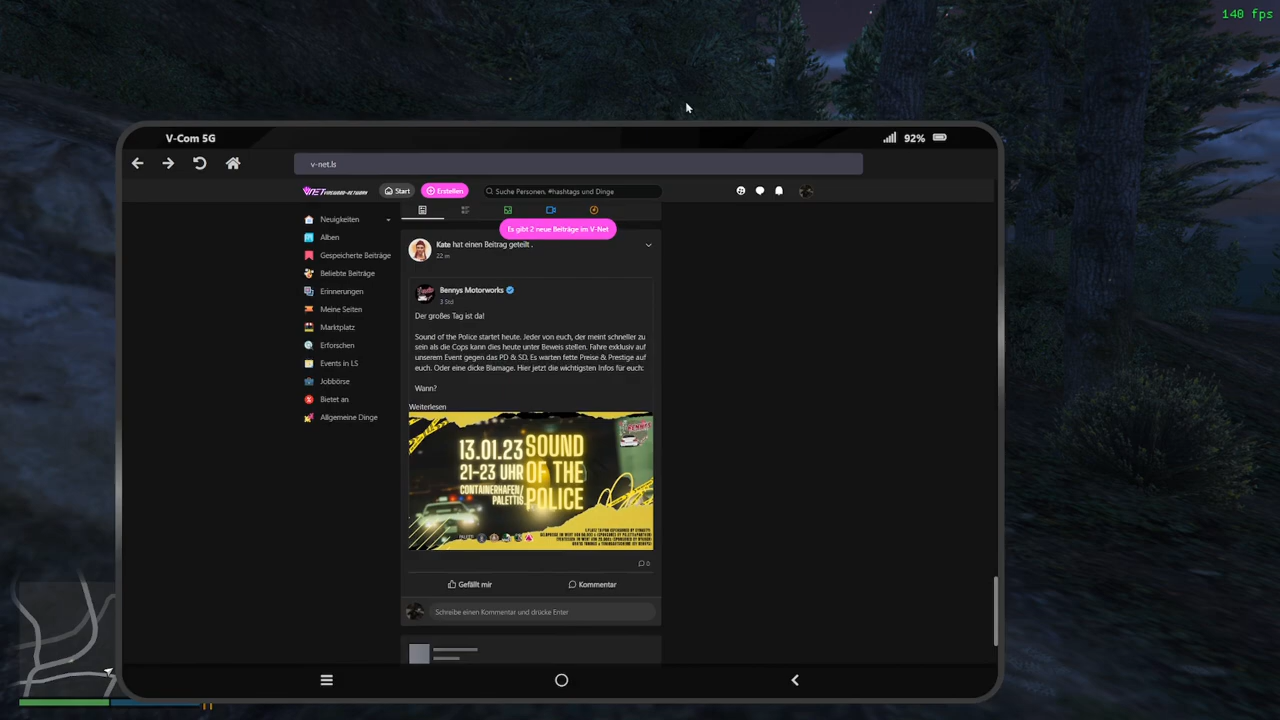 140 fps
V-Com 5G
92%
v-net.ls
Start
Erstellen
Suche Personen, #hashtags und Dinge
Es gibt 2 neue Beiträge im V-Net
Neuigkeiten
Alben
Gespeicherte Beiträge
Beliebte Beiträge
Erinnerungen
Meine Seiten
Marktplatz
Erforschen
Events in LS
Jobbörse
Bietet an
Allgemeine Dinge
Kate hat einen Beitrag geteilt .
22 m
Bennys Motorworks
3 Std
Der großes Tag ist da!
Sound of the Police startet heute. Jeder von euch, der meint schneller zu
sein als die Cops kann dies heute unter Beweis stellen. Fahre exklusiv auf
unserem Event gegen das PD & SD. Es warten fette Preise & Prestige auf
euch. Oder eine dicke Blamage. Hier jetzt die wichtigsten Infos für euch:
Wann?
Weiterlesen
13.01.23
21-23 UHR
CONTAINERHAFEN/
PALETTIS
SOUND
OF THE
POLICE
0
Gefällt mir
Kommentar
Schreibe einen Kommentar und drücke Enter